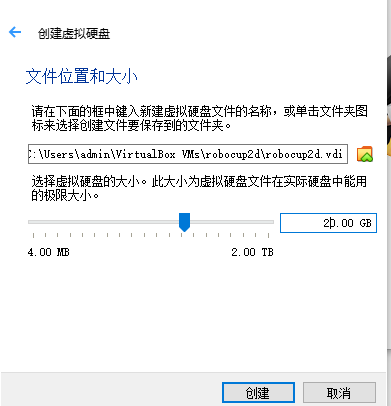 创建虚拟硬盘
文件位置和大小
请在下面的框中键入新建虚拟硬盘文件的名称，或单击文件夹图
标来选择创建文件要保存到的文件夹。
:\Users\admin\VirtualBox VMs\robocup2d\robocup2d.vdi
选择虚拟硬盘的大小。此大小为虚拟硬盘文件在实际硬盘中能用
的极限大小。
20.00 GB
4.00 MB 2.00 TB
创建 取消